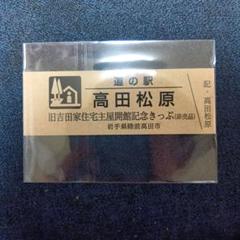 道の駅
高田松原
旧吉田家住宅主屋開館記念きっぷ(非売品)
岩手県陸前高田市
記・高田松原